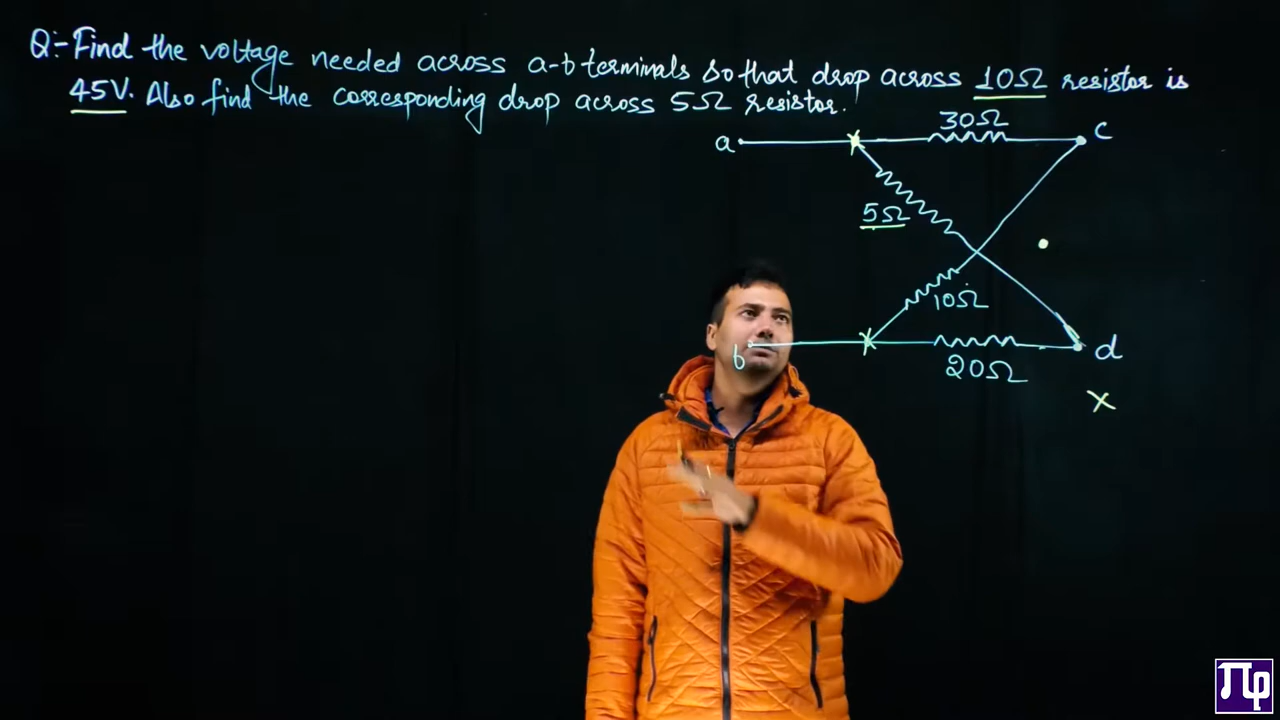 Q:- Find the voltage needed across a-b terminals so that drop across 10Ω resistor is
45V. Also find the corresponding drop across 5Ω resistor.
a
30Ω
c
5Ω
10Ω
b
20Ω
d
x
πφ